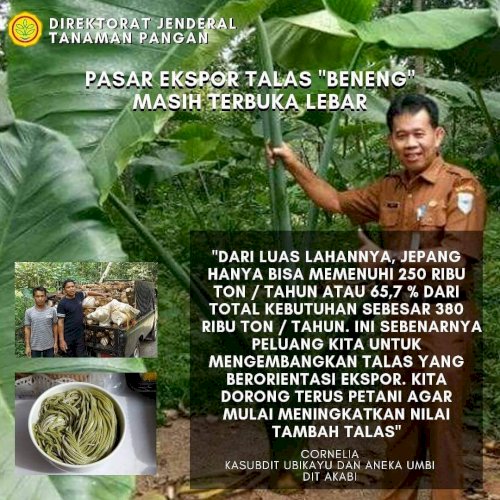 DIREKTORAT JENDERAL
TANAMAN PANGAN
PASAR EKSPOR TALAS "BENENG"
MASIH TERBUKA LEBAR
"DARI LUAS LAHANNYA, JEPANG
HANYA BISA MEMENUHI 250 RIBU
TON / TAHUN ATAU 65,7 % DARI
TOTAL KEBUTUHAN SEBESAR 380
RIBU TON / TAHUN. INI SEBENARNYA
PELUANG KITA UNTUK
MENGEMBANGKAN TALAS YANG
BERORIENTASI EKSPOR. KITA
DORONG TERUS PETANI AGAR
MULAI MENINGKATKAN NILAI
TAMBAH TALAS"
CORNELIA
KASUBDIT UBIKAYU DAN ANEKA UMBI
DIT AKABI